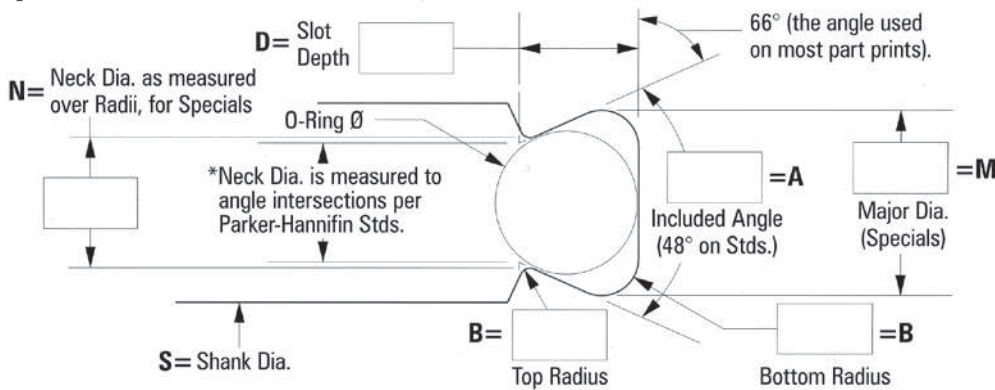 D= Slot
Depth
66° (the angle used
on most part prints).
N= Neck Dia. as measured
over Radii, for Specials
O-Ring Ø
*Neck Dia. is measured to
angle intersections per
Parker-Hannifin Stds.
=A
Included Angle
(48° on Stds.)
=M
Major Dia.
(Specials)
S= Shank Dia.
B=
Top Radius
=B
Bottom Radius